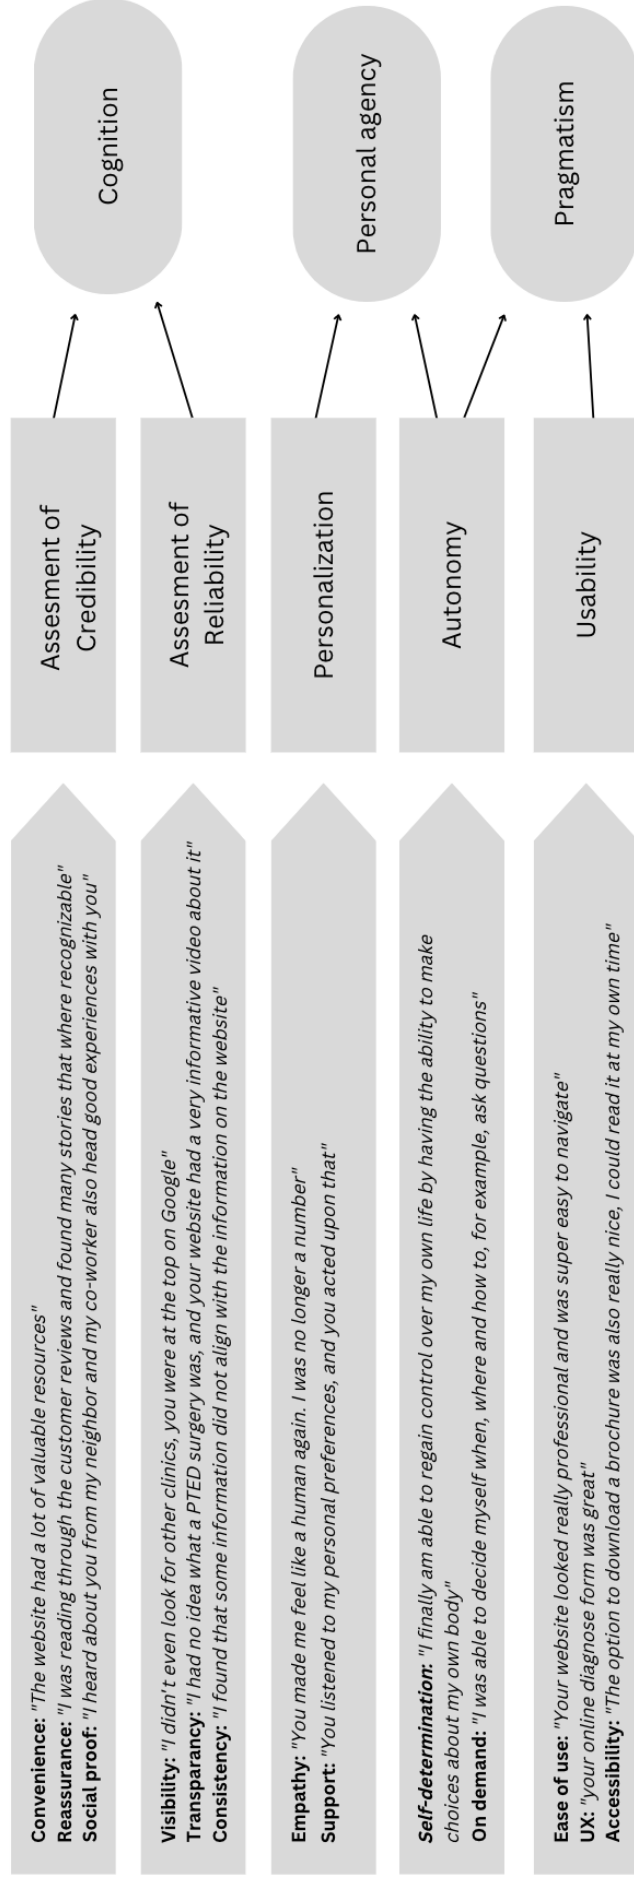 Convenience: "The website had a lot of valuable resources"
Reassurance: "I was reading through the customer reviews and found many stories that where recognizable"
Social proof: "I heard about you from my neighbor and my co-worker also head good experiences with you"
Assesment of
Credibility
Cognition
Visibility: "I didn't even look for other clinics, you were at the top on Google"
Transparancy: "I had no idea what a PTED surgery was, and your website had a very informative video about it"
Consistency: "I found that some information did not align with the information on the website"
Assesment of
Reliability
Empathy: "You made me feel like a human again. I was no longer a number"
Support: "You listened to my personal preferences, and you acted upon that"
Personalization
Personal agency
Self-determination: "I finally am able to regain control over my own life by having the ability to make
choices about my own body"
On demand: "I was able to decide myself when, where and how to, for example, ask questions"
Autonomy
Pragmatism
Ease of use: "Your website looked really professional and was super easy to navigate"
UX: "your online diagnose form was great"
Accessibility: "The option to download a brochure was also really nice, I could read it at my own time"
Usability